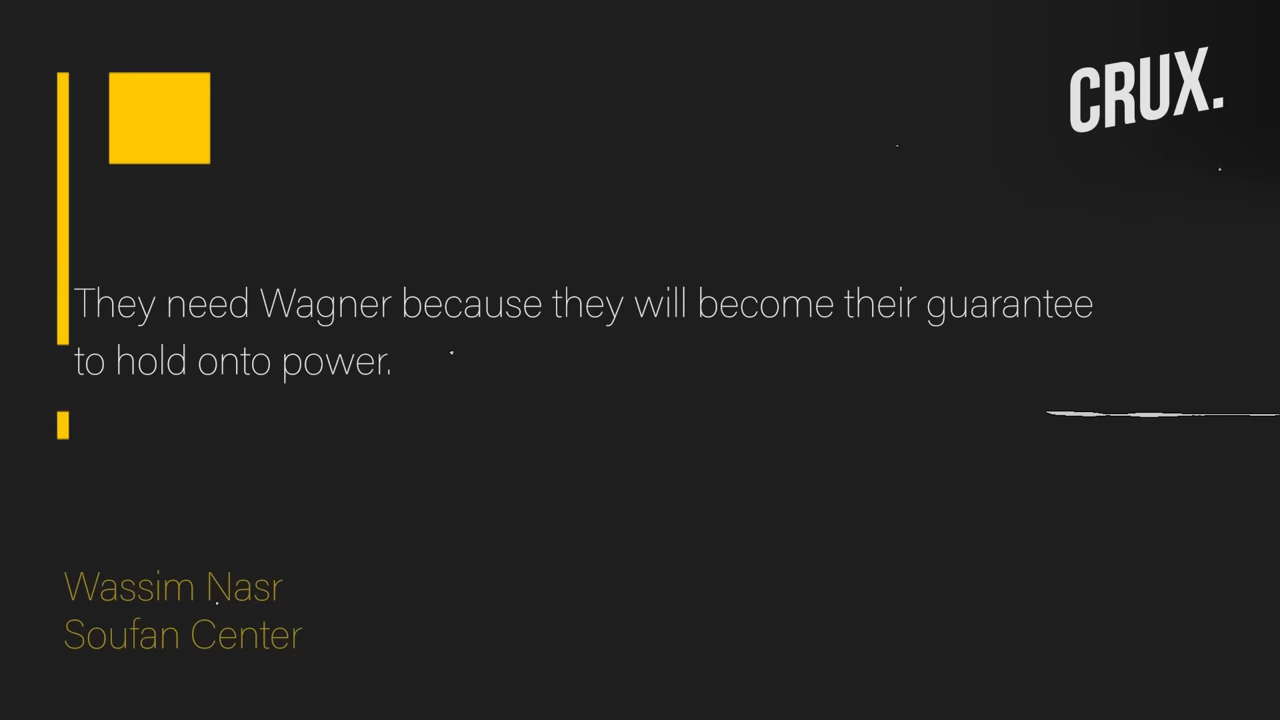 CRUX.
They need Wagner because they will become their guarantee
to hold onto power.
Wassim Nasr
Soufan Center